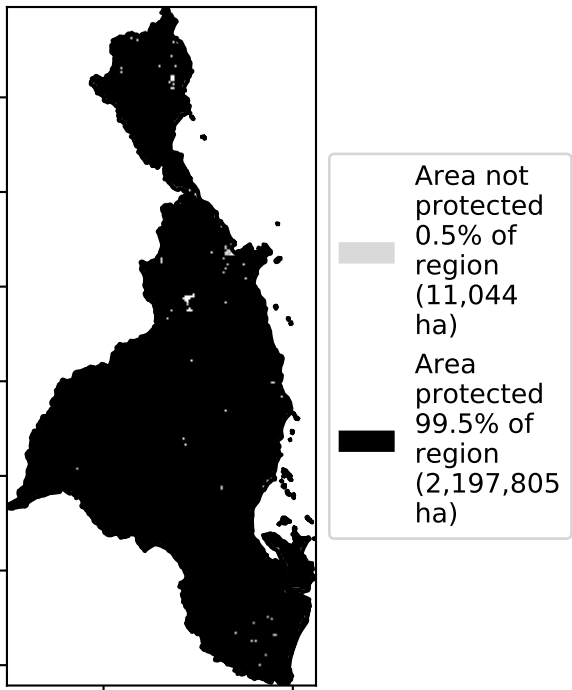 Area not
protected
0.5% of
region
(11,044
ha)
Area
protected
99.5% of
region
(2,197,805
ha)